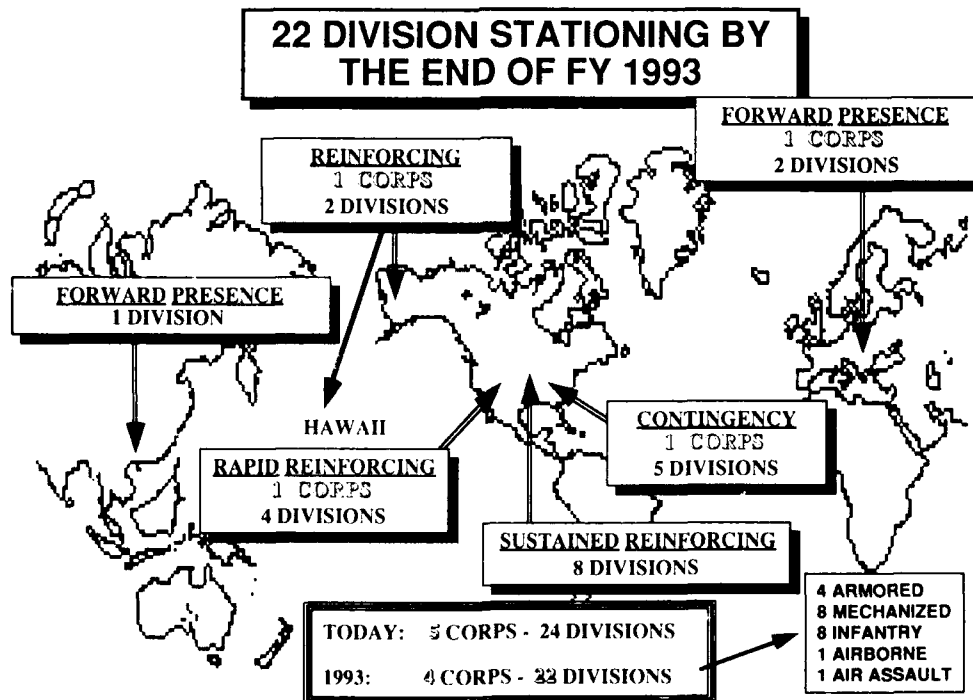 22 DIVISION STATIONING BY
THE END OF FY 1993
FORWARD PRESENCE
1 CORPS
2 DIVISIONS
REINFORCING
1 CORPS
2 DIVISIONS
FORWARD PRESENCE
1 DIVISION
HAWAII
RAPID REINFORCING
1 CORPS
4 DIVISIONS
CONTINGENCY
1 CORPS
5 DIVISIONS
SUSTAINED REINFORCING
8 DIVISIONS
TODAY: 5 CORPS - 24 DIVISIONS
1993: 4 CORPS - 22 DIVISIONS
4 ARMORED
8 MECHANIZED
8 INFANTRY
1 AIRBORNE
1 AIR ASSAULT